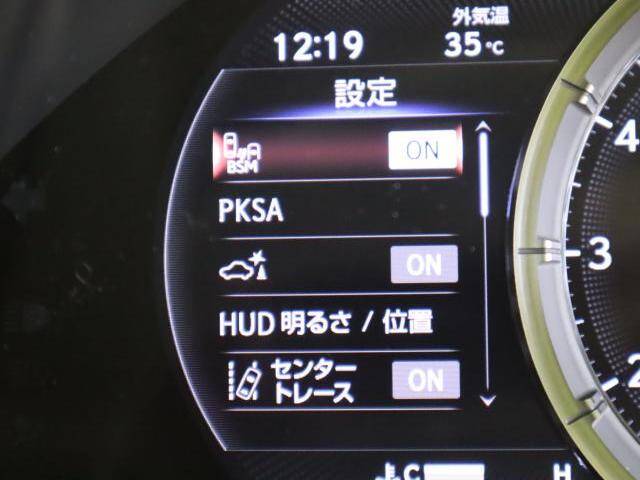 外気温
12:19 35℃
設定
BSM ON
PKSA
ON
HUD 明るさ / 位置
センター
トレース ON
4
3
2
C H